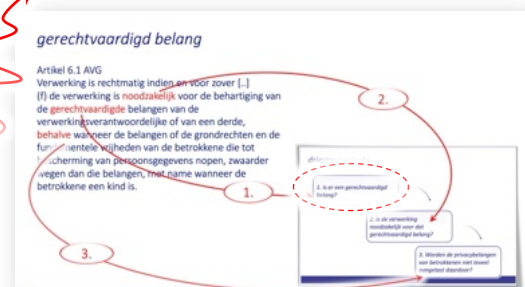 gerechtvaardigd belang
Artikel 6.1 AVG
Verwerking is rechtmatig indien en voor zover [..]
(f) de verwerking is noodzakelijk voor de behartiging van
de gerechtvaardigde belangen van de
verwerkingsverantwoordelijke of van een derde,
behalve wanneer de belangen of de grondrechten en de
fundamentele vrijheden van de betrokkene die tot
bescherming van persoonsgegevens nopen, zwaarder
wegen dan die belangen, met name wanneer de
betrokkene een kind is.
2.
1.
3.
1. Is er een gerechtvaardigd
belang?
2. Is de verwerking
noodzakelijk voor dat
gerechtvaardigd belang?
3. Worden de privacybelangen
van betrokkenen niet teveel
aangetast daardoor?